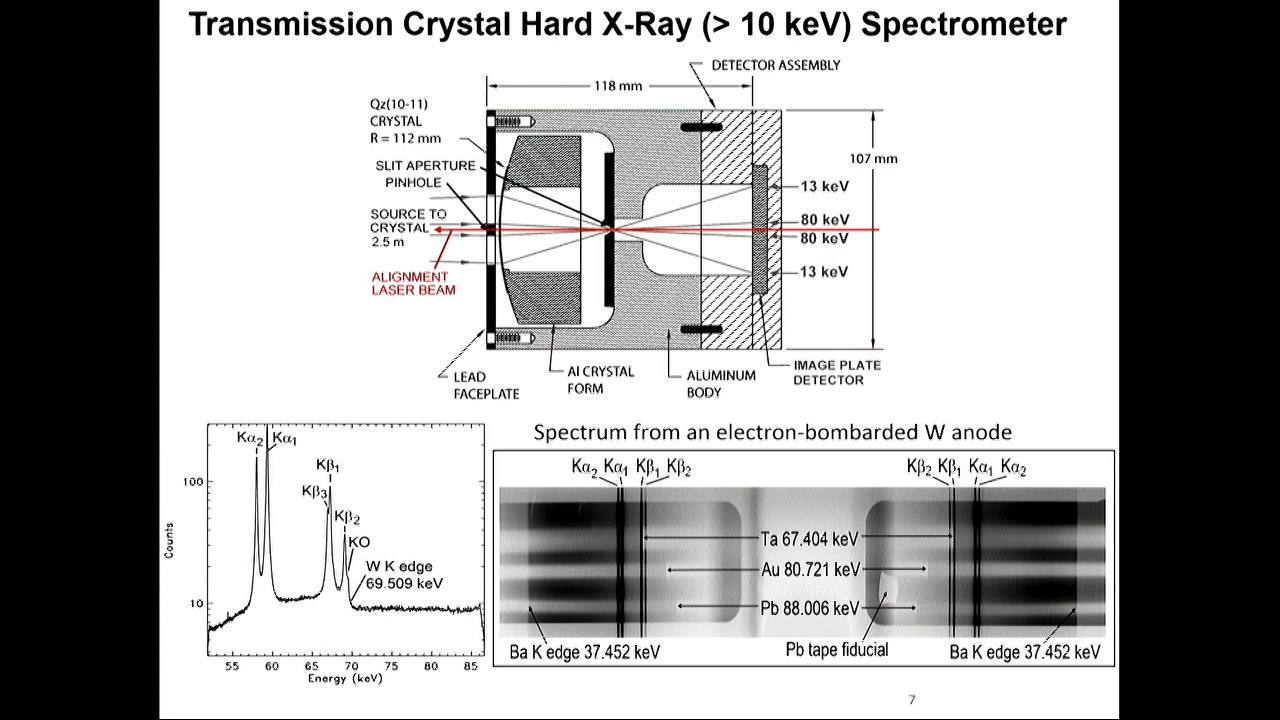 Transmission Crystal Hard X-Ray (> 10 keV) Spectrometer
DETECTOR ASSEMBLY
118 mm
Qz(10-11)
CRYSTAL
R = 112 mm
SLIT APERTURE
PINHOLE
SOURCE TO
CRYSTAL
2.5 m
ALIGNMENT
LASER BEAM
107 mm
13 keV
80 keV
80 keV
13 keV
LEAD
FACEPLATE
Al CRYSTAL
FORM
ALUMINUM
BODY
IMAGE PLATE
DETECTOR
Kα2 Kα1
Kβ1
Kβ3
Kβ2
KO
W K edge
69.509 keV
100
10
Counts
55 60 65 70 75 80 85
Energy (keV)
Spectrum from an electron-bombarded W anode
Kα2 Kα1 Kβ1 Kβ2
Kβ2 Kβ1 Kα1 Kα2
Ta 67.404 keV
Au 80.721 keV
Pb 88.006 keV
Ba K edge 37.452 keV
Pb tape fiducial
Ba K edge 37.452 keV
7